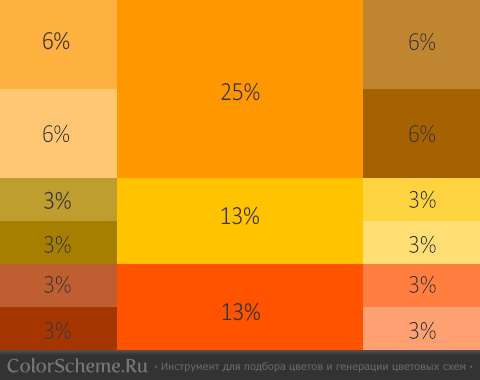 6% 25% 6%
6% 6%
3% 13% 3%
3% 3%
3% 13% 3%
3% 3%
ColorScheme.Ru • Инструмент для подбора цветов и генерации цветовых схем •